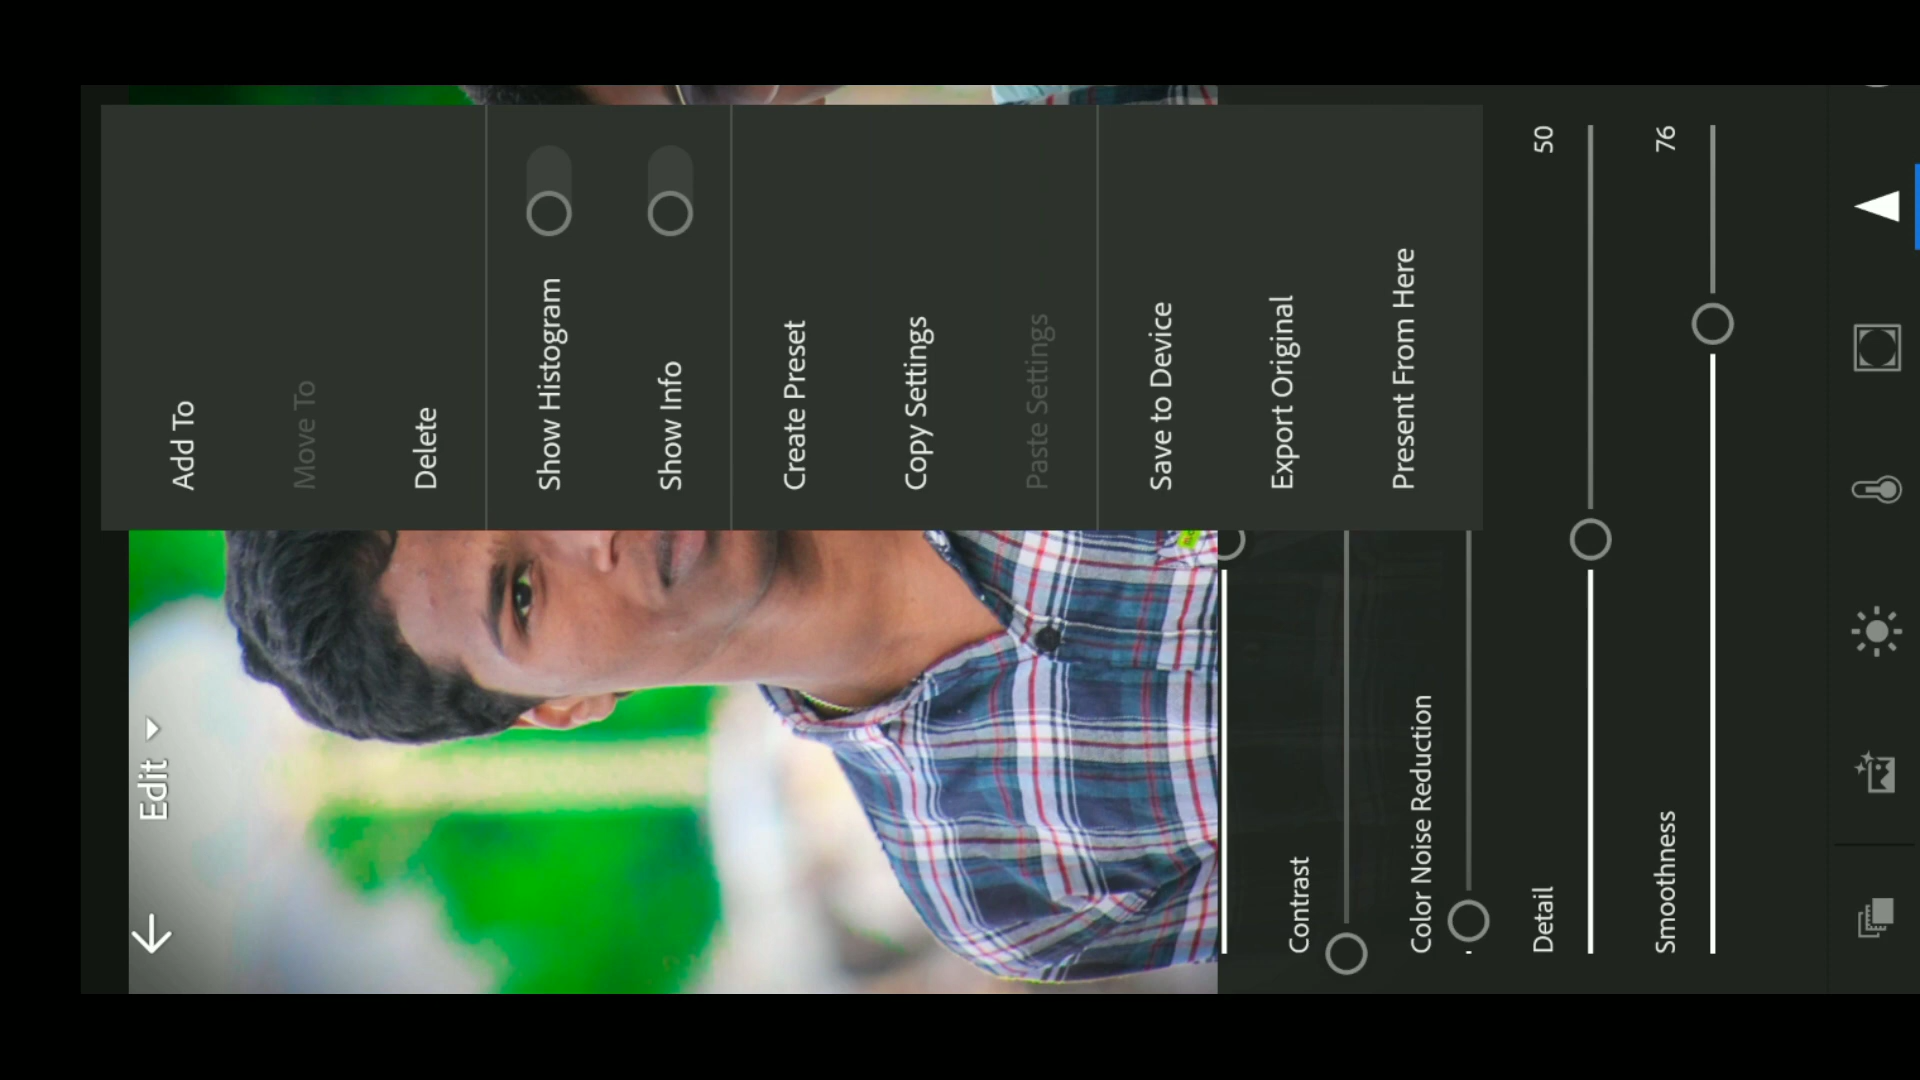 Edit
Add To
Move To
Delete
Show Histogram
Show Info
Create Preset
Copy Settings
Paste Settings
Save to Device
Export Original
Present From Here
Contrast
Color Noise Reduction
Detail 50
Smoothness 76